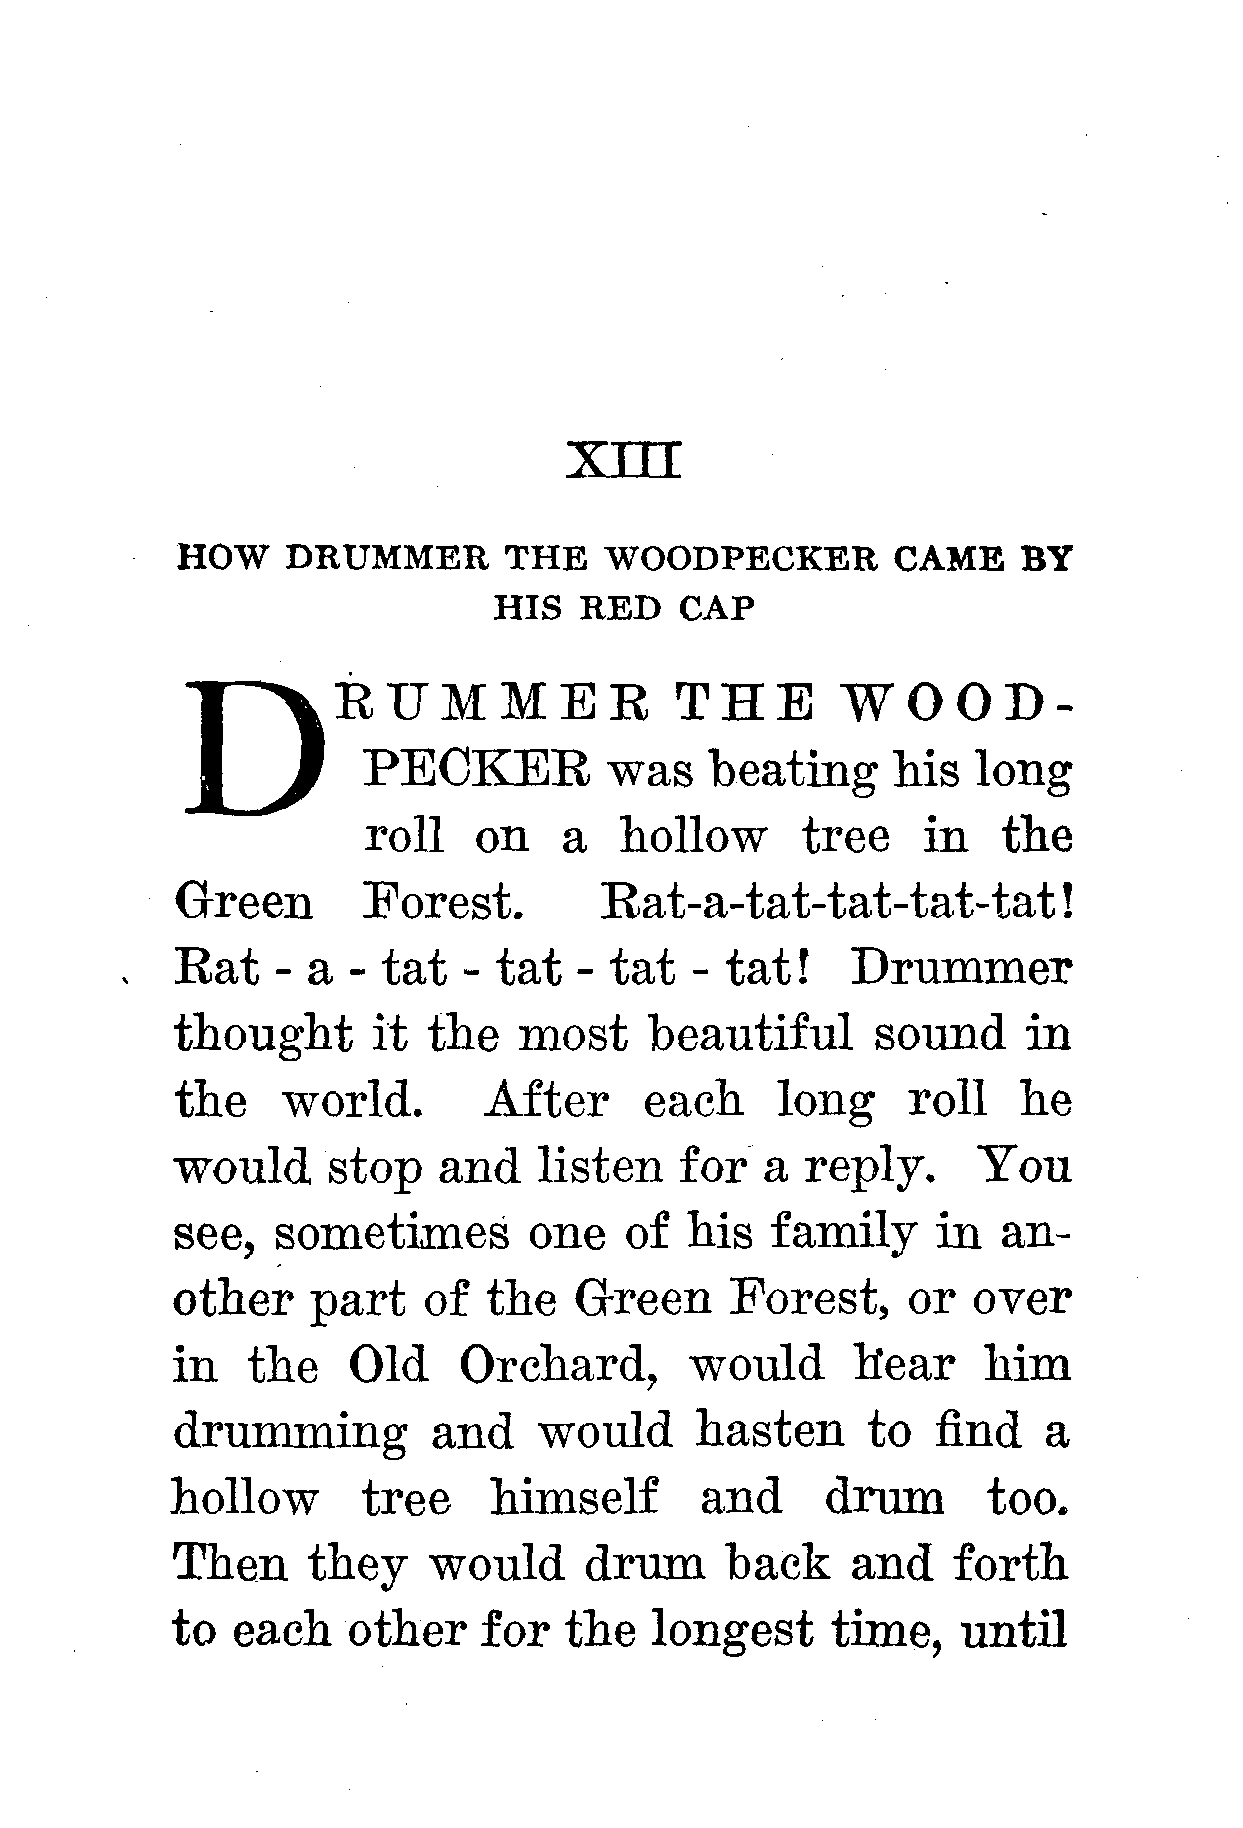 XIII
HOW DRUMMER THE WOODPECKER CAME BY
HIS RED CAP
DRUMMER THE WOOD-
PECKER was beating his long
roll on a hollow tree in the
Green Forest. Rat-a-tat-tat-tat-tat!
Rat - a - tat - tat - tat - tat! Drummer
thought it the most beautiful sound in
the world. After each long roll he
would stop and listen for a reply. You
see, sometimes one of his family in an-
other part of the Green Forest, or over
in the Old Orchard, would hear him
drumming and would hasten to find a
hollow tree himself and drum too.
Then they would drum back and forth
to each other for the longest time, until